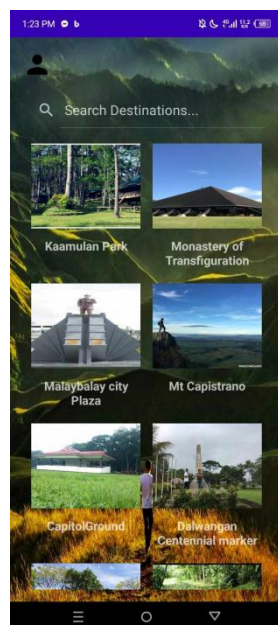 1:23 PM
Search Destinations...
Kaamulan Park
Monastery of
Transfiguration
Malaybalay city
Plaza
Mt Capistrano
CapitolGround
Dalwangan
Centennial marker